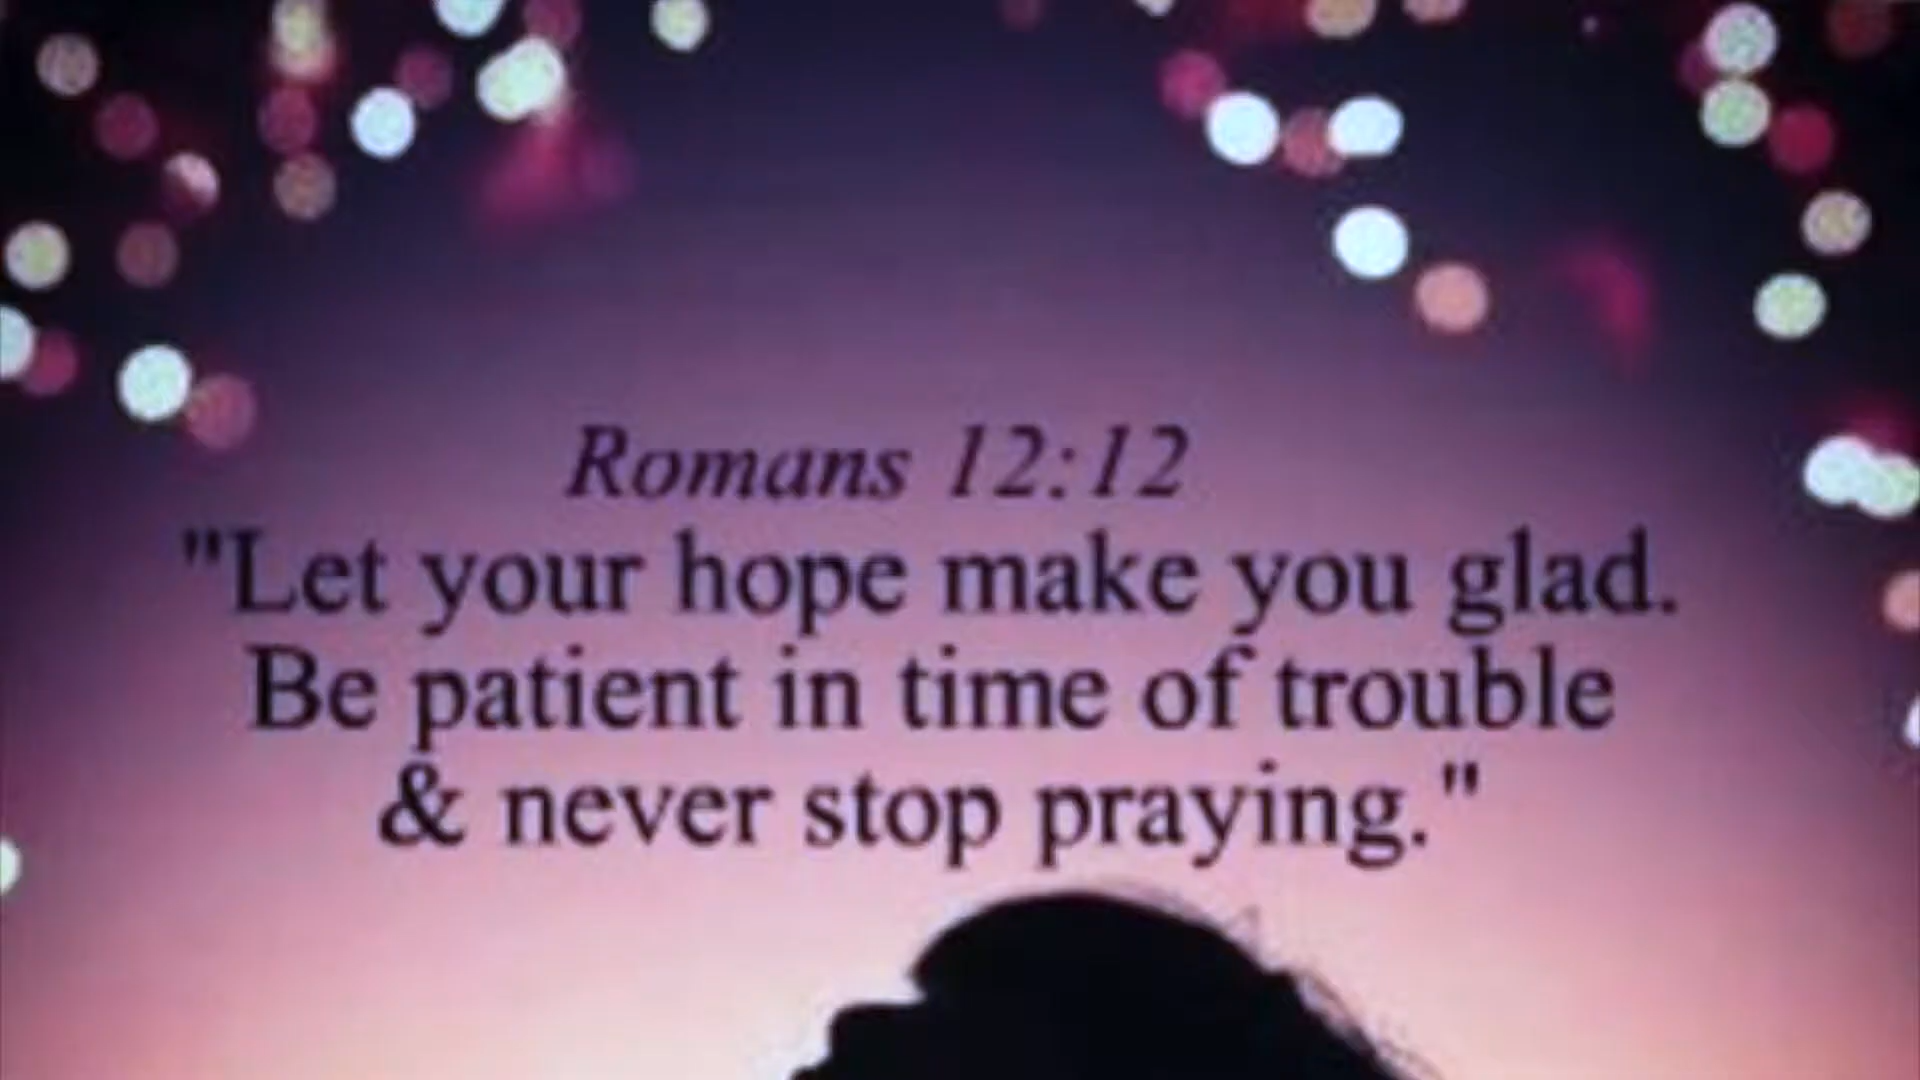 Romans 12:12
"Let your hope make you glad.
Be patient in time of trouble
& never stop praying."